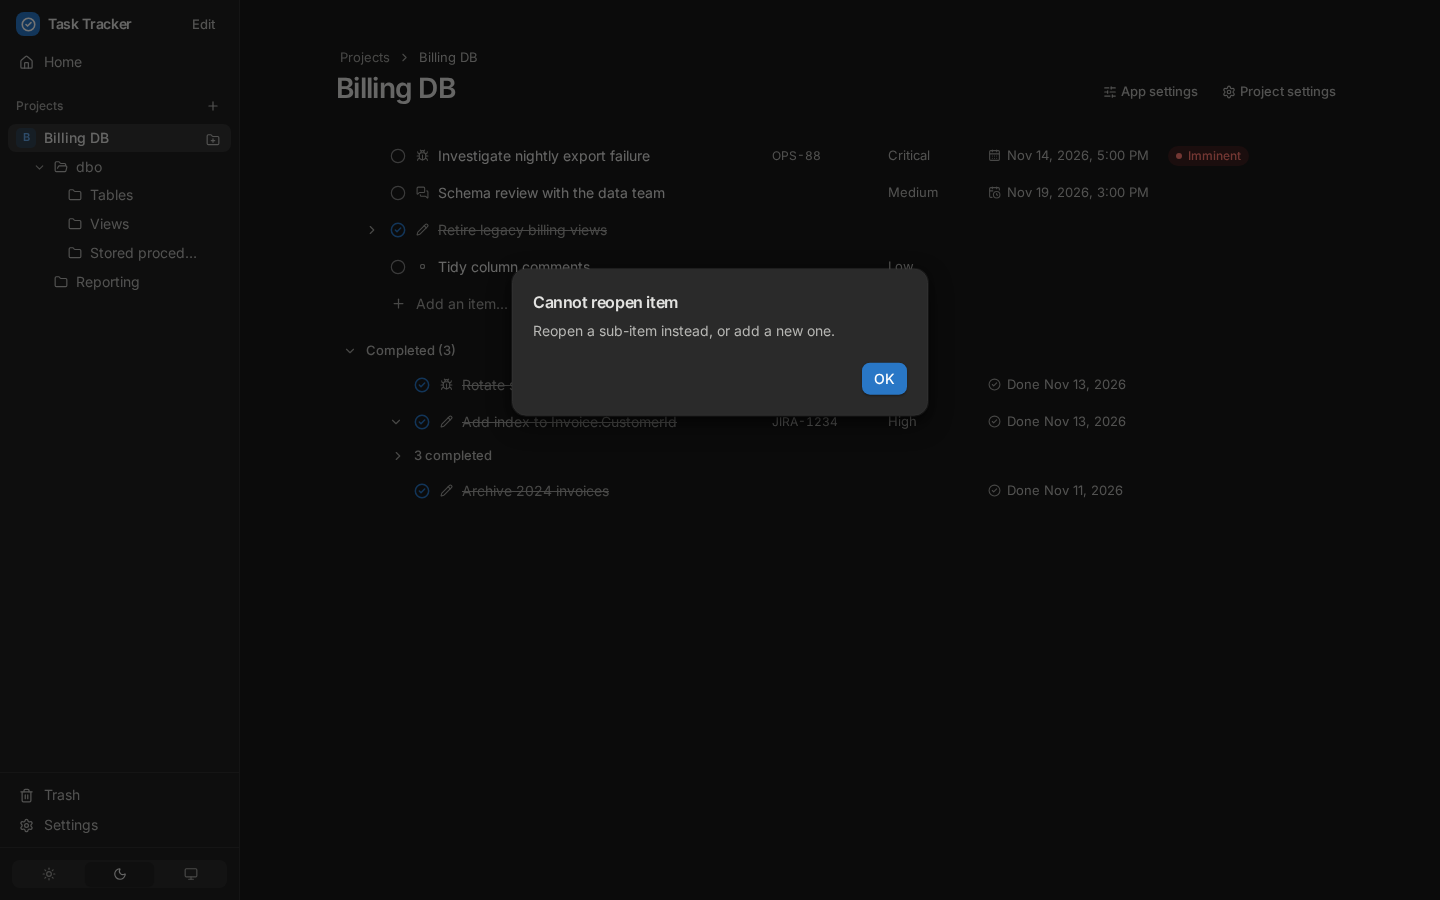 Task Tracker
Edit
Home
Projects
B Billing DB
dbo
Tables
Views
Stored proced...
Reporting
Trash
Settings
Projects > Billing DB
Billing DB
App settings
Project settings
Investigate nightly export failure OPS-88 Critical Nov 14, 2026, 5:00 PM Imminent
Schema review with the data team Medium Nov 19, 2026, 3:00 PM
Retire legacy billing views
Tidy column comments Low
Add an item...
Cannot reopen item
Reopen a sub-item instead, or add a new one.
OK
Completed (3)
Rotate Done Nov 13, 2026
Add index to Invoice.CustomerId JIRA-1234 High Done Nov 13, 2026
3 completed
Archive 2024 invoices Done Nov 11, 2026